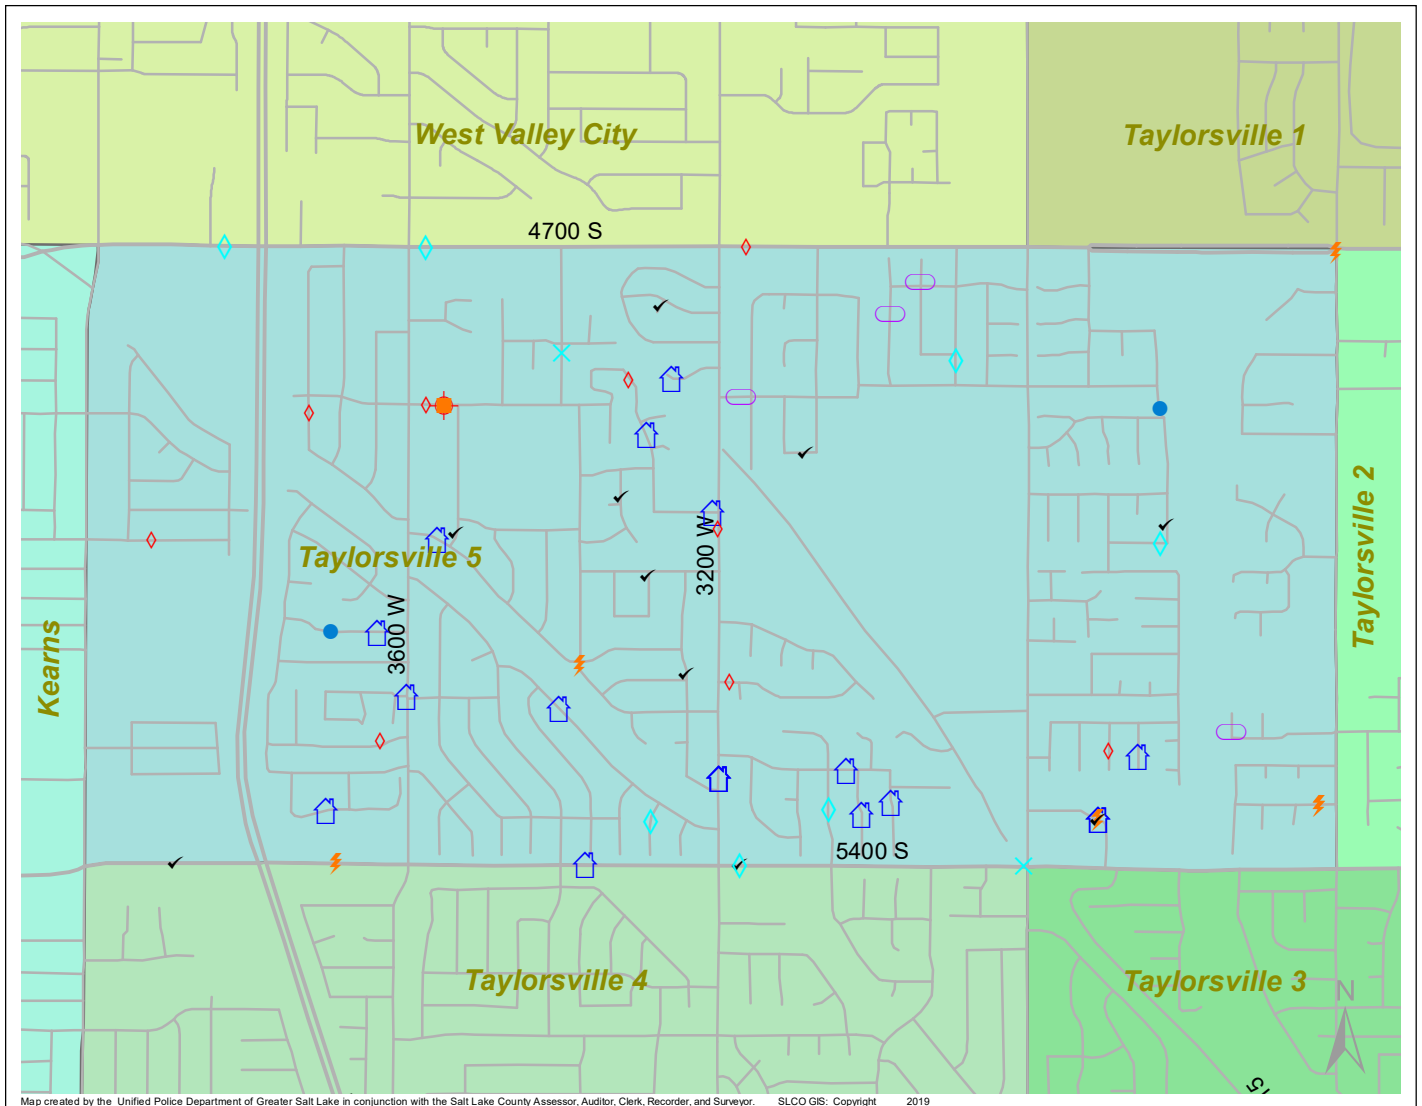 West Valley City
Taylorsville 1
4700 S
Taylorsville 2
3200 W
Taylorsville 5
3600 W
Kearns
5400 S
Taylorsville 4
Taylorsville 3
N
15
Map created by the Unified Police Department of Greater Salt Lake in conjunction with the Salt Lake County Assessor, Auditor, Clerk, Recorder, and Surveyor. SLCO GIS: Copyright 2019